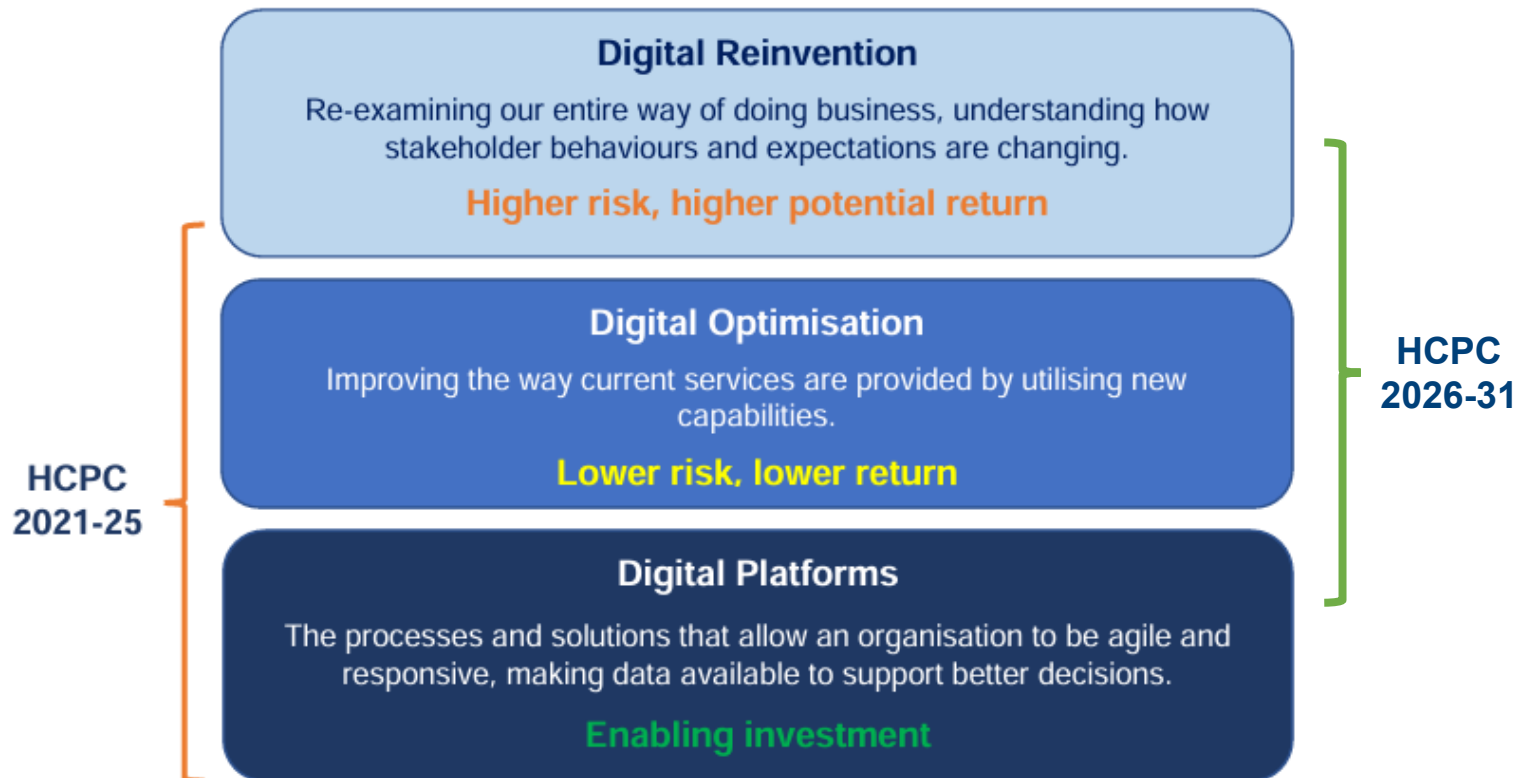 Digital Reinvention
Re-examining our entire way of doing business, understanding how
stakeholder behaviours and expectations are changing.
Higher risk, higher potential return
Digital Optimisation
Improving the way current services are provided by utilising new
capabilities.
Lower risk, lower return
Digital Platforms
The processes and solutions that allow an organisation to be agile and
responsive, making data available to support better decisions.
Enabling investment
HCPC
2021-25
HCPC
2026-31